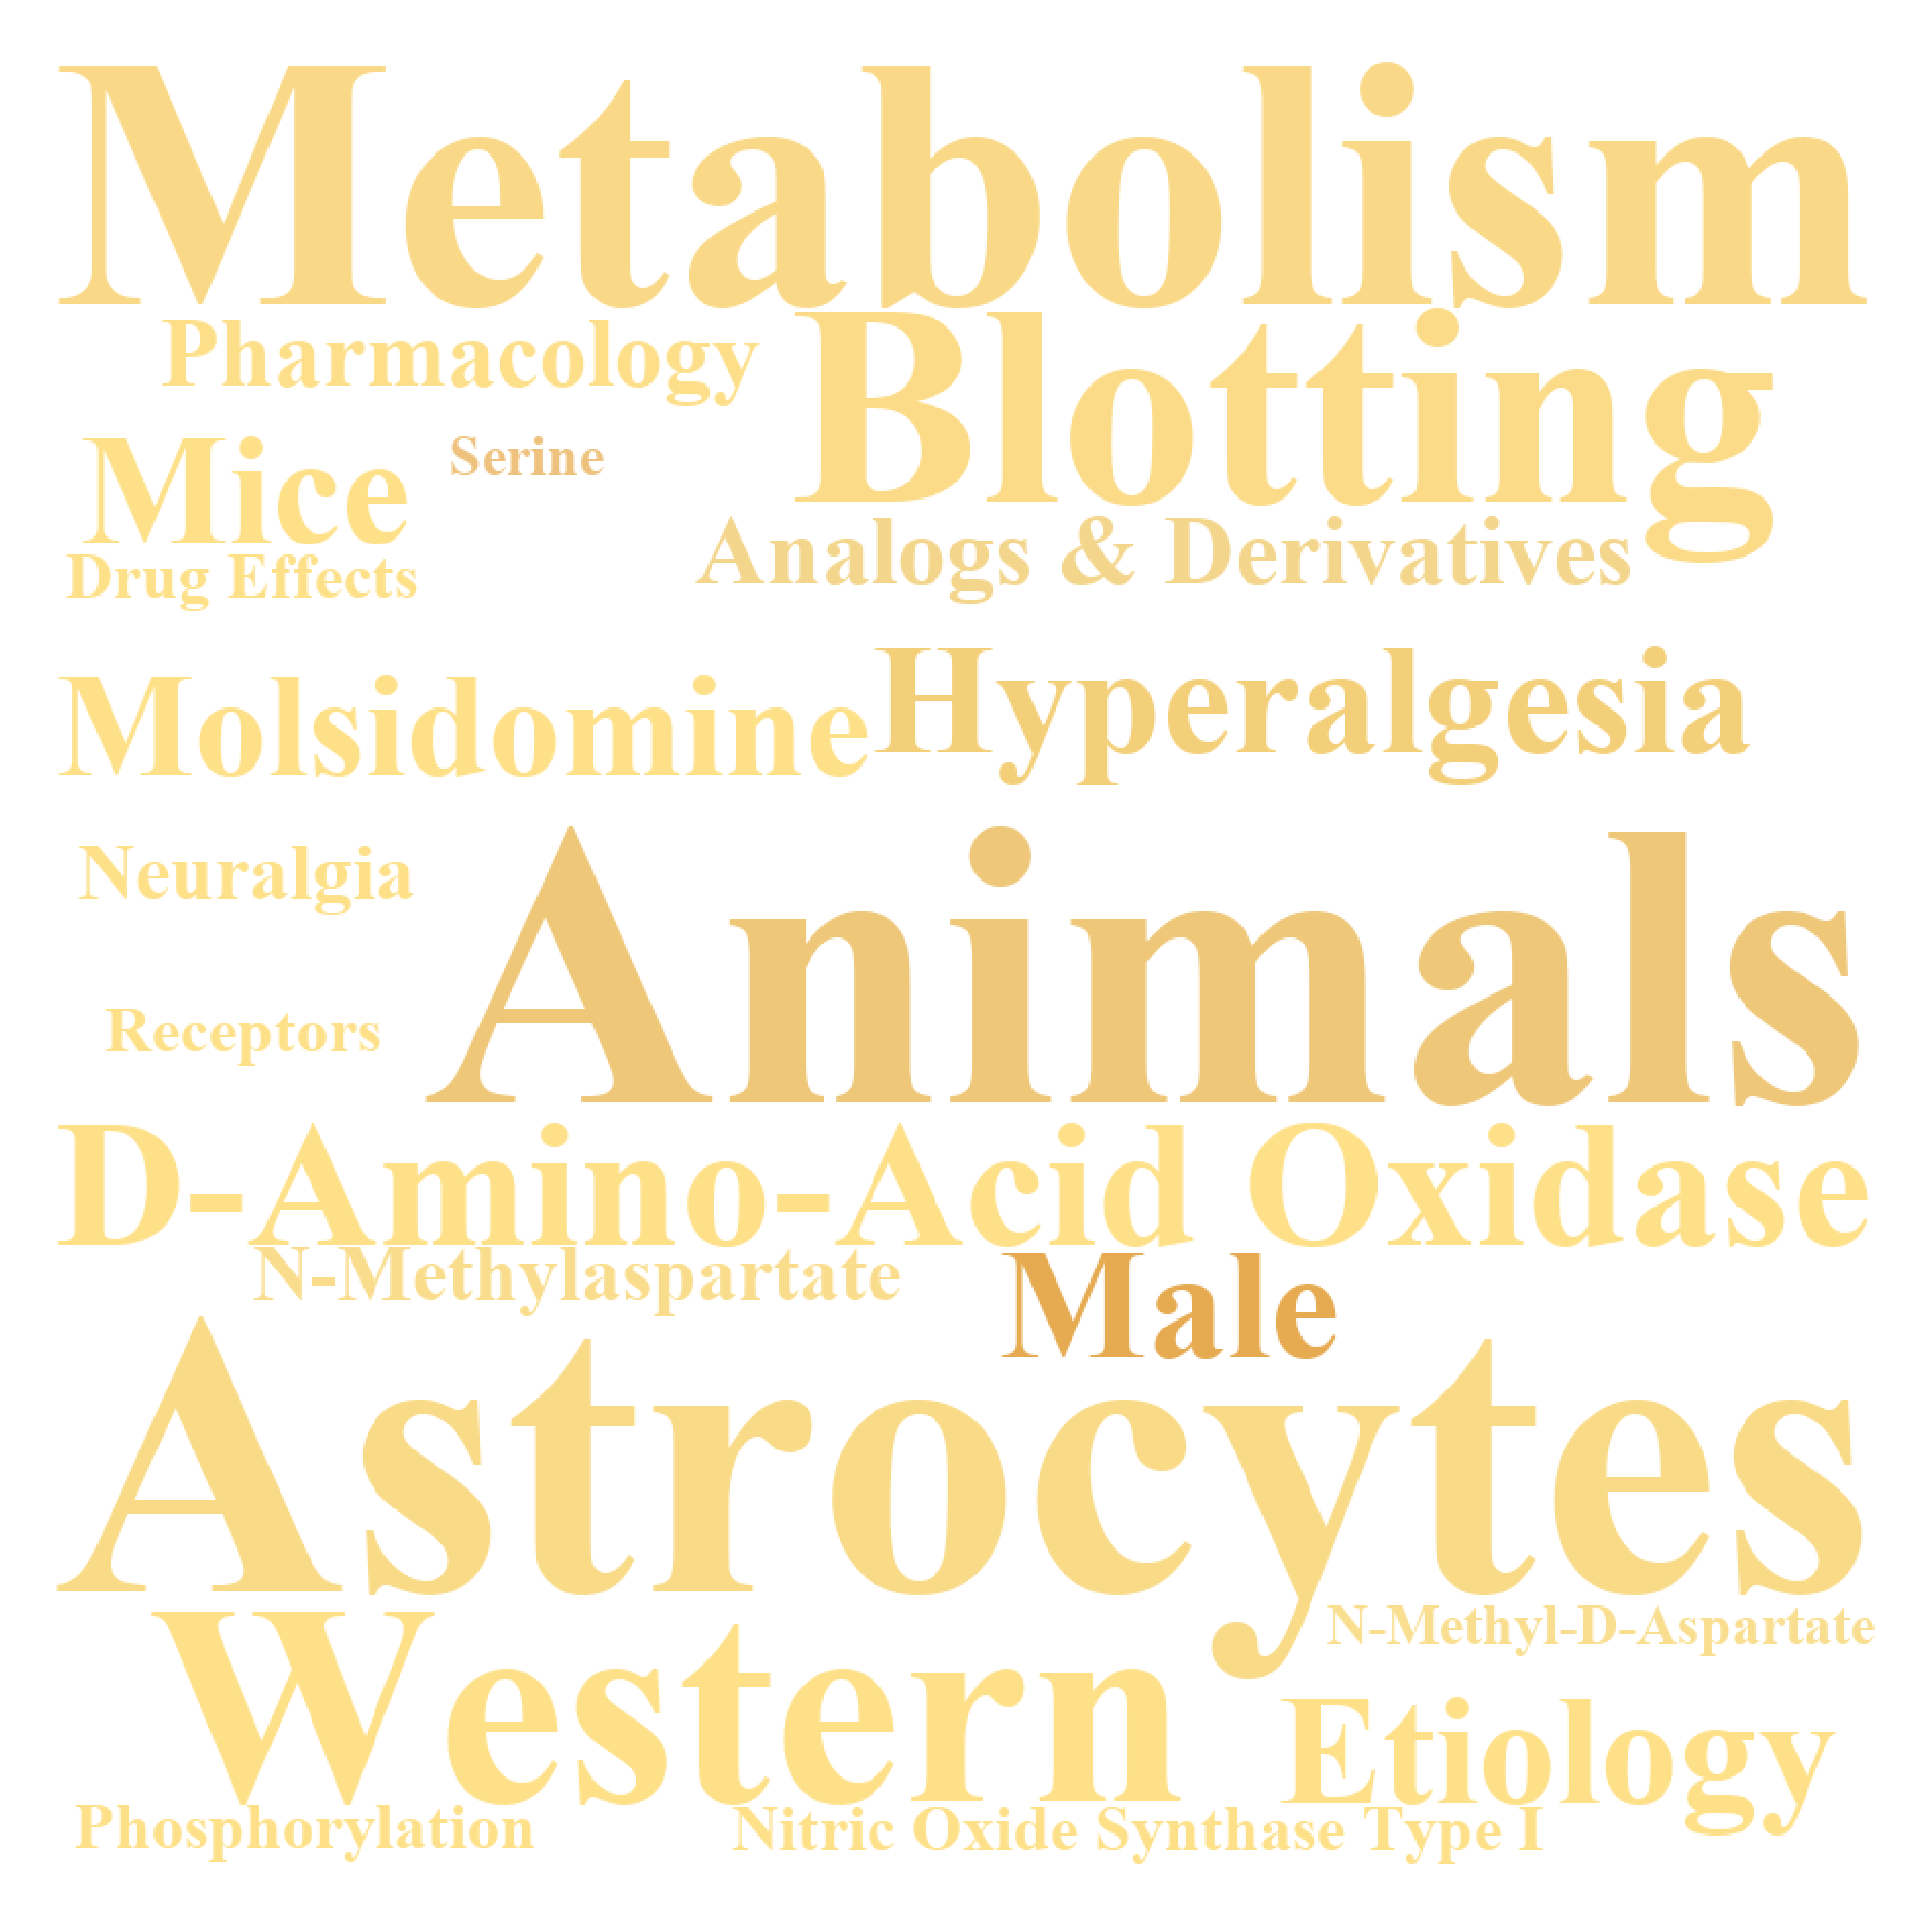 Metabolism
Pharmacology
Blotting
Mice
Serine
Analogs & Derivatives
Drug Effects
Molsidomine
Hyperalgesia
Neuralgia
Animals
Receptors
D-Amino-Acid Oxidase
N-Methylaspartate
Male
Astrocytes
N-Methyl-D-Aspartate
Western
Etiology
Phosphorylation
Nitric Oxide Synthase Type I